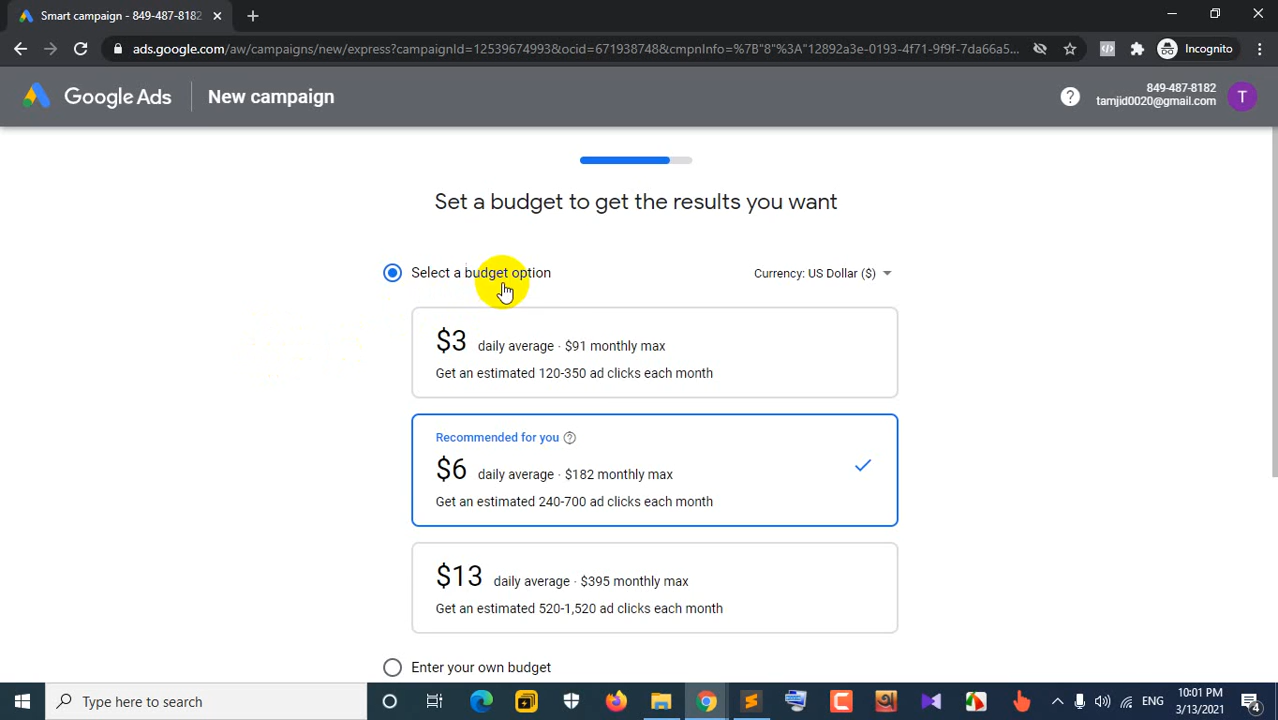 Smart campaign - 849-487-8182
ads.google.com/aw/campaigns/new/express?campaignId=12539674993&ocid=671938748&cmpnInfo=%7B"8"%3A"12892a3e-0193-4f71-9f9f-7da66a5...
Incognito
Google Ads
New campaign
849-487-8182
tamjid0020@gmail.com
T
Set a budget to get the results you want
Select a budget option
Currency: US Dollar ($)
$3 daily average · $91 monthly max
Get an estimated 120-350 ad clicks each month
Recommended for you
$6 daily average · $182 monthly max
Get an estimated 240-700 ad clicks each month
$13 daily average · $395 monthly max
Get an estimated 520-1,520 ad clicks each month
Enter your own budget
Type here to search
ENG
10:01 PM
3/13/2021
4